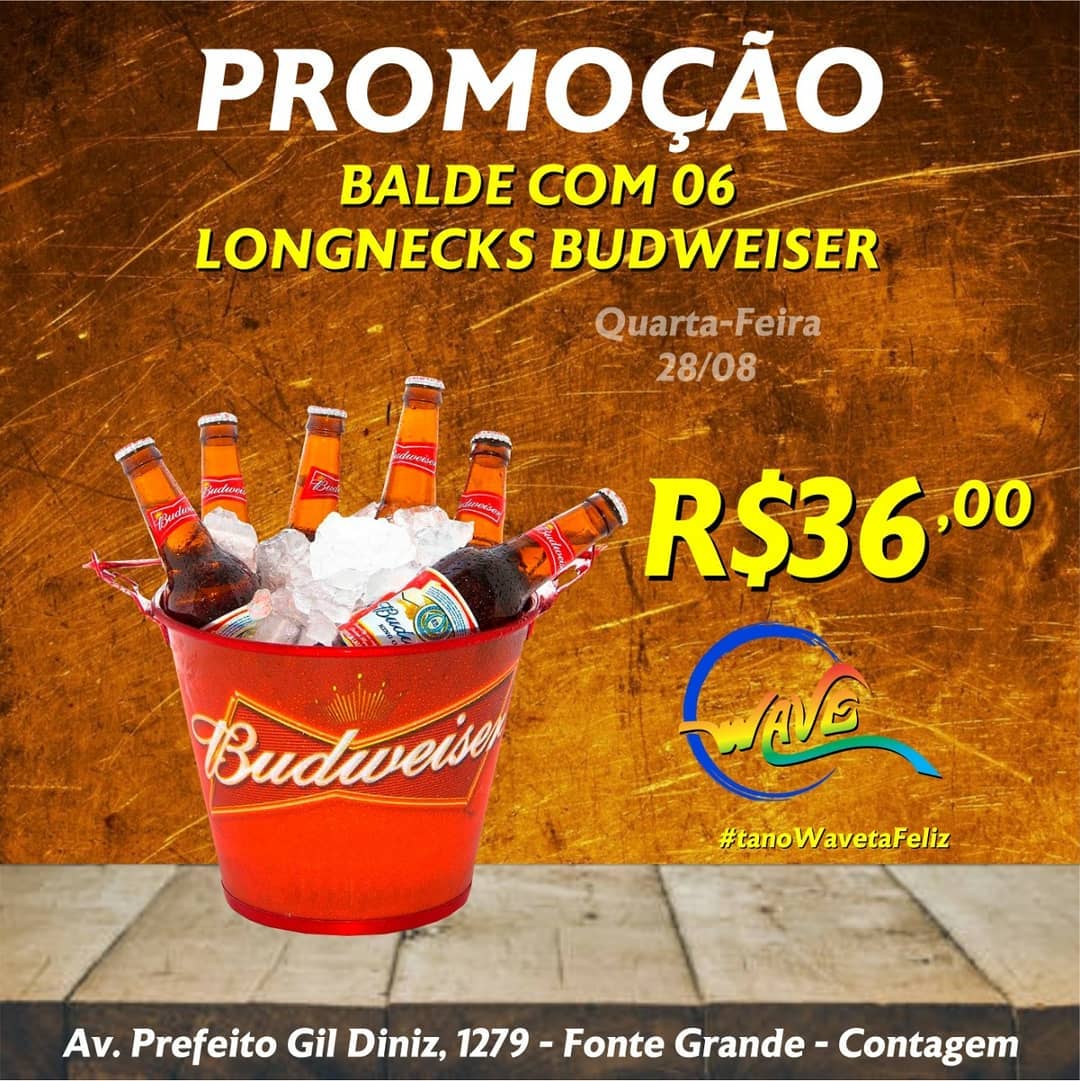 PROMOÇÃO
BALDE COM 06
LONGNECKS BUDWEISER
Quarta-Feira
28/08
Budweiser
R$36,00
WAVE
#tanoWavetaFeliz
Av. Prefeito Gil Diniz, 1279 - Fonte Grande - Contagem